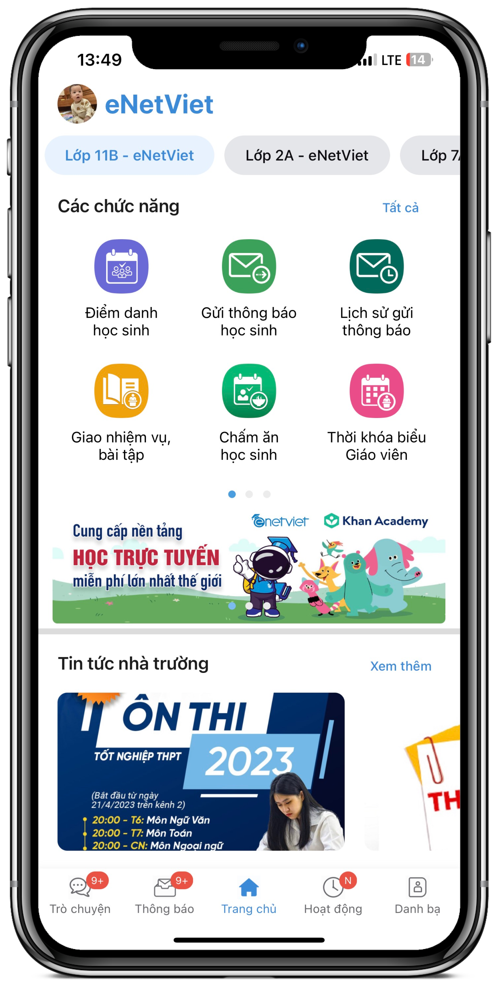 13:49
LTE 14
eNetViet
Lớp 11B - eNetViet
Lớp 2A - eNetViet
Lớp 7
Các chức năng
Tất cả
Điểm danh
học sinh
Gửi thông báo
học sinh
Lịch sử gửi
thông báo
Giao nhiệm vụ,
bài tập
Chấm ăn
học sinh
Thời khóa biểu
Giáo viên
enetviet
Khan Academy
Cung cấp nền tảng
HỌC TRỰC TUYẾN
miễn phí lớn nhất thế giới
Tin tức nhà trường
Xem thêm
ÔN THI
2023
TỐT NGHIỆP THPT
(Bắt đầu từ ngày
21/4/2023 trên kênh 2)
20:00 - T6: Môn Ngữ Văn
20:00 - T7: Môn Toán
20:00 - CN: Môn Ngoại ngữ
TH
9+
9+
N
Trò chuyện
Thông báo
Trang chủ
Hoạt động
Danh bạ